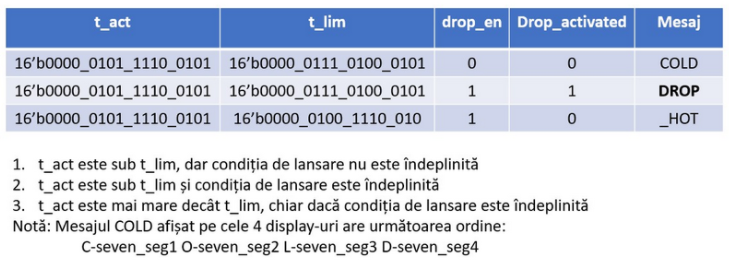 t_act t_lim drop_en Drop_activated Mesaj
16’b0000_0101_1110_0101 16’b0000_0111_0100_0101 0 0 COLD
16’b0000_0101_1110_0101 16’b0000_0111_0100_0101 1 1 DROP
16’b0000_0101_1110_0101 16’b0000_0100_1110_010 1 0 _HOT
1. t_act este sub t_lim, dar condiția de lansare nu este îndeplinită
2. t_act este sub t_lim și condiția de lansare este îndeplinită
3. t_act este mai mare decât t_lim, chiar dacă condiția de lansare este îndeplinită
Notă: Mesajul COLD afișat pe cele 4 display-uri are următoarea ordine:
C-seven_seg1 O-seven_seg2 L-seven_seg3 D-seven_seg4